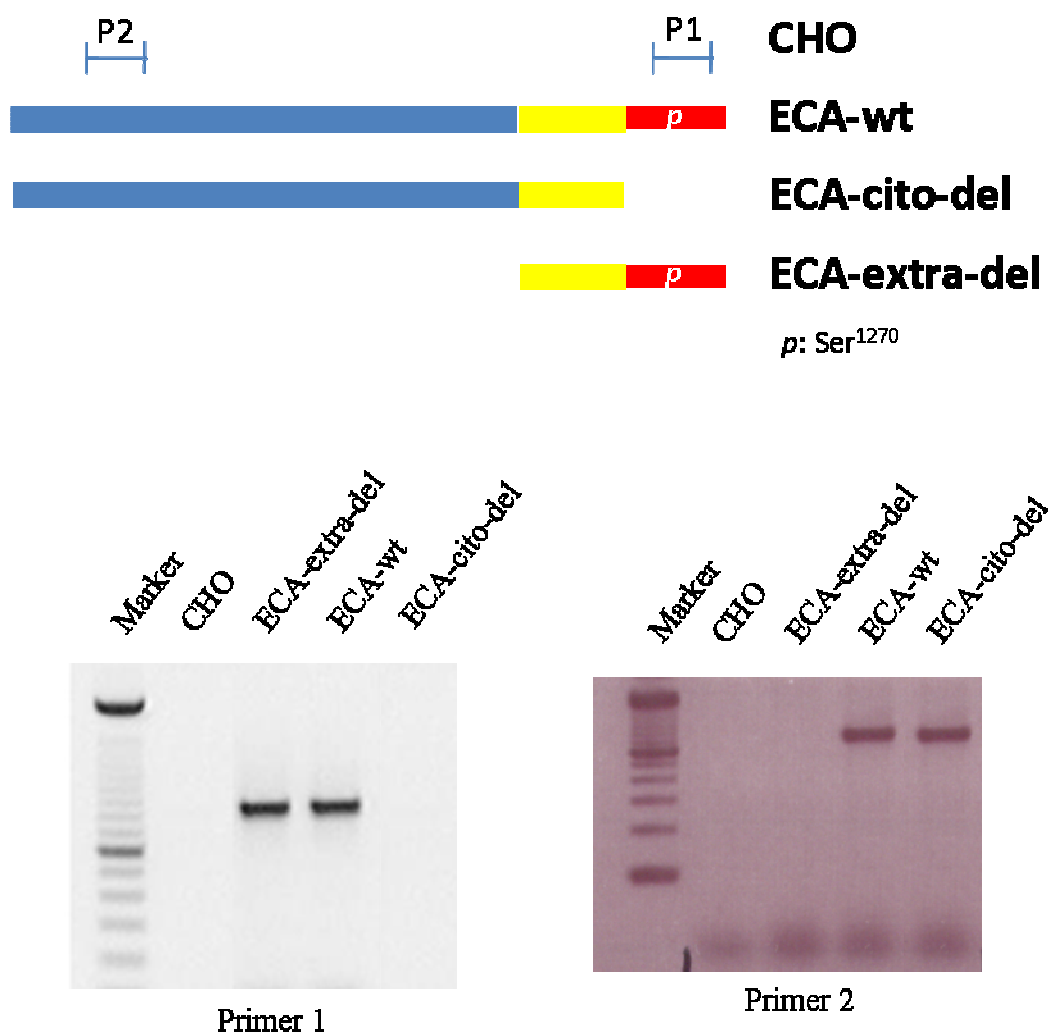 P2
P1
CHO
p
ECA-wt
ECA-cito-del
p
ECA-extra-del
p: Ser¹²⁷⁰
Marker
CHO
ECA-extra-del
ECA-wt
ECA-cito-del
Marker
CHO
ECA-extra-del
ECA-wt
ECA-cito-del
Primer 1
Primer 2